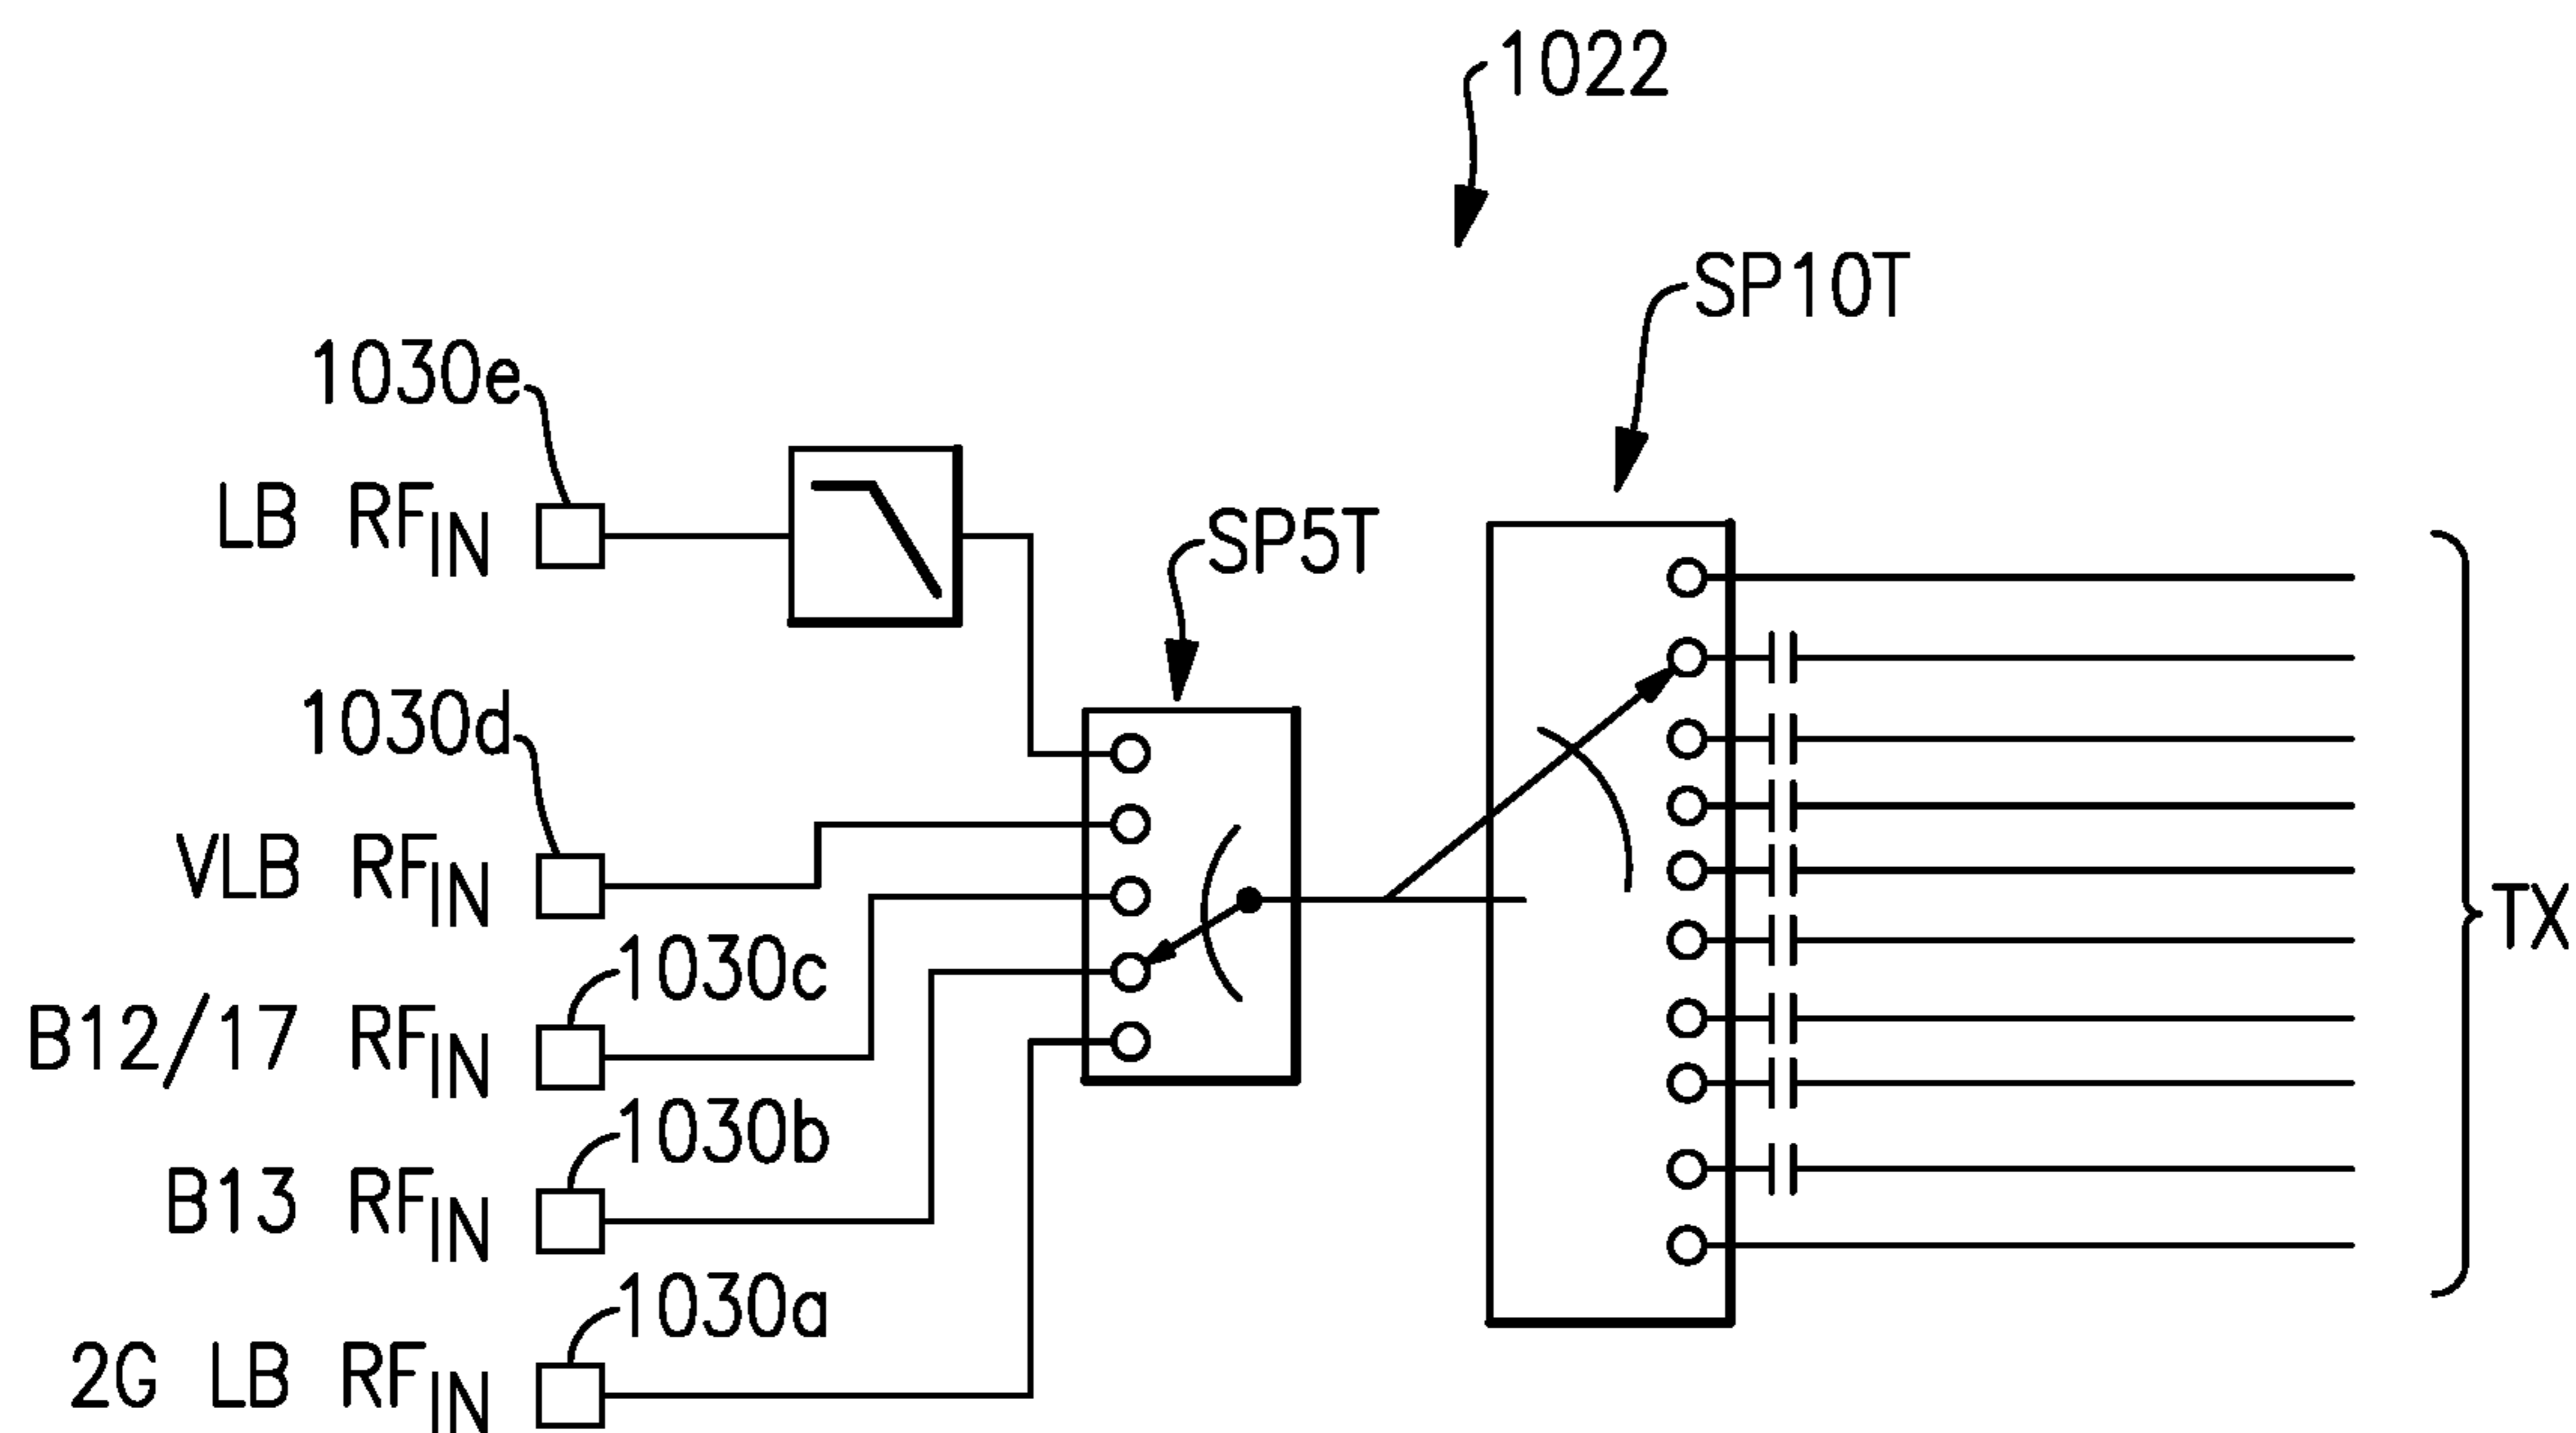 1022
SP10T
1030e
LB RFIN
SP5T
1030d
VLB RFIN
TX
1030c
B12/17 RFIN
1030b
B13 RFIN
1030a
2G LB RFIN